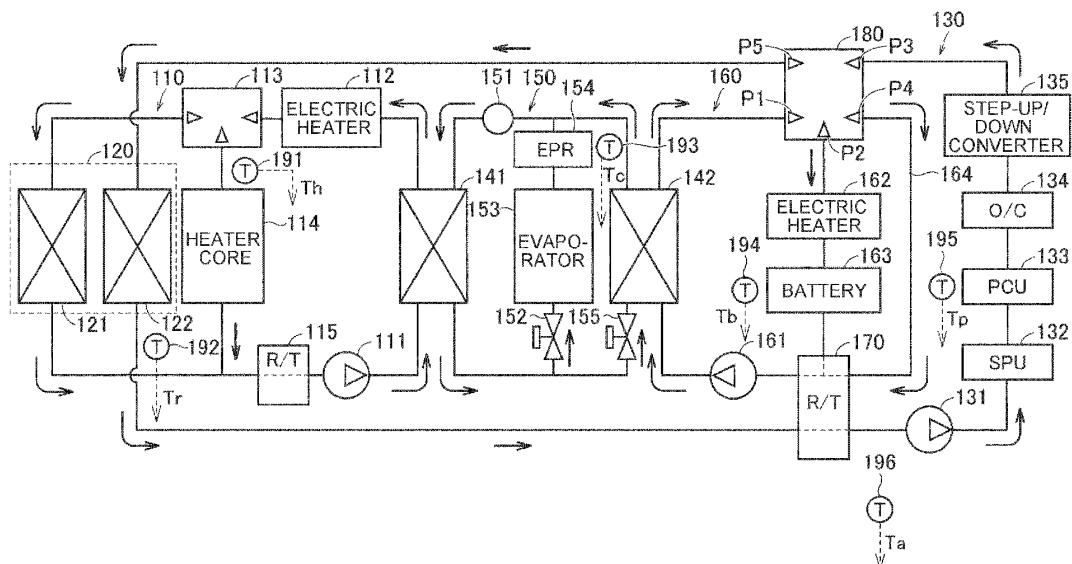 180
130
P5
P3
151
150
135
110
113
112
154
160
P1
P4
STEP-UP/
DOWN
CONVERTER
ELECTRIC
HEATER
120
191
T
Th
EPR
T
193
Tc
P2
164
141
142
162
134
O/C
114
153
ELECTRIC
HEATER
HEATER
CORE
EVAPO-
RATOR
194
T
163
195
T
133
PCU
BATTERY
121
122
152
155
Tb
Tp
132
T
192
115
R/T
111
161
170
SPU
Tr
R/T
131
196
T
Ta